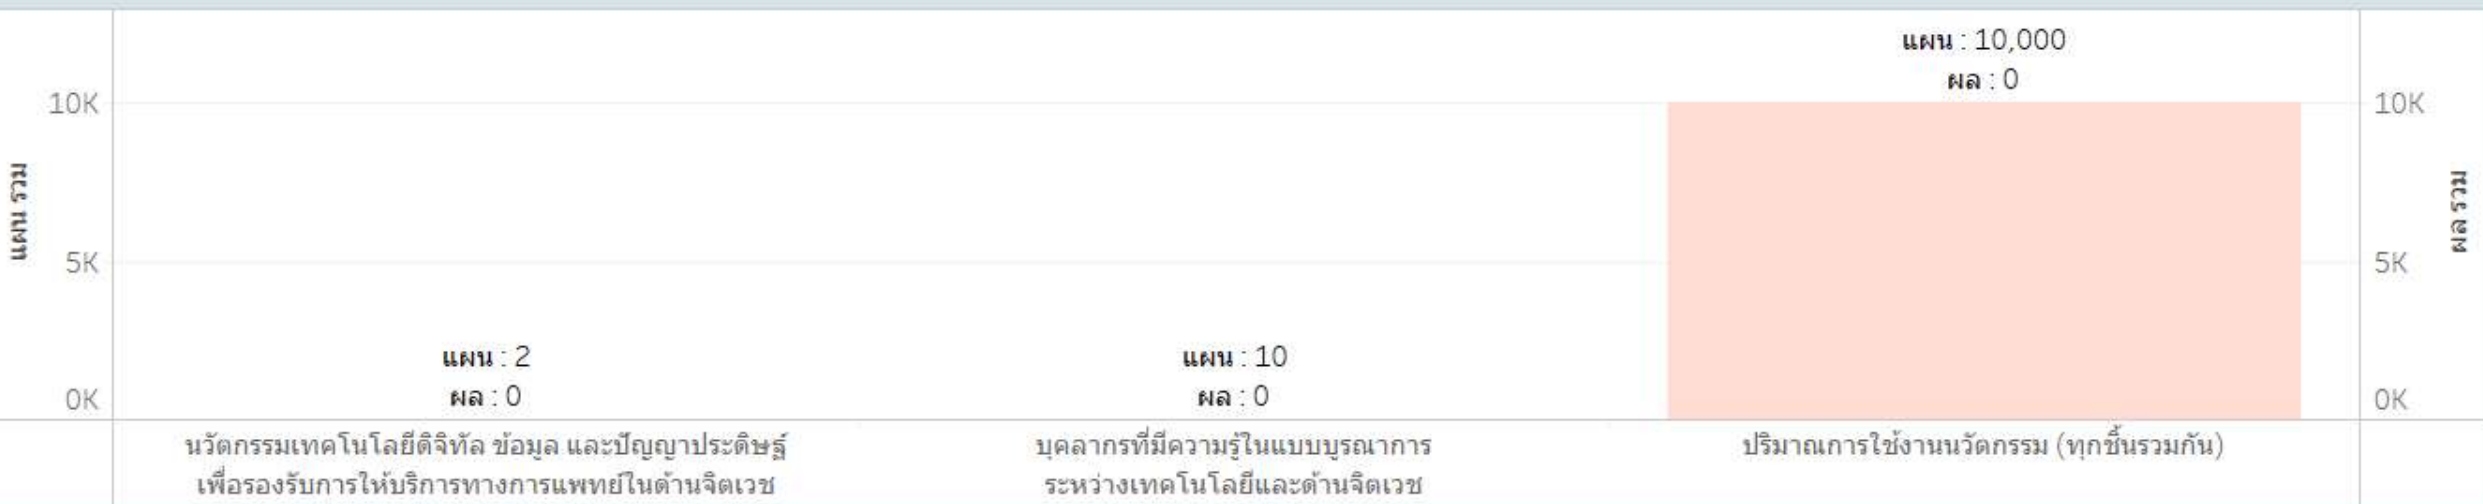 แผน : 10,000
ผล : 0
10K
10K
แผน รวม
ผล รวม
5K
5K
แผน : 2
ผล : 0
แผน : 10
ผล : 0
0K
0K
นวัตกรรมเทคโนโลยีดิจิทัล ข้อมูล และปัญญาประดิษฐ์
เพื่อรองรับการให้บริการทางการแพทย์ในด้านจิตเวช
บุคลากรที่มีความรู้ในแบบบูรณาการ
ระหว่างเทคโนโลยีและด้านจิตเวช
ปริมาณการใช้งานนวัตกรรม (ทุกชิ้นรวมกัน)